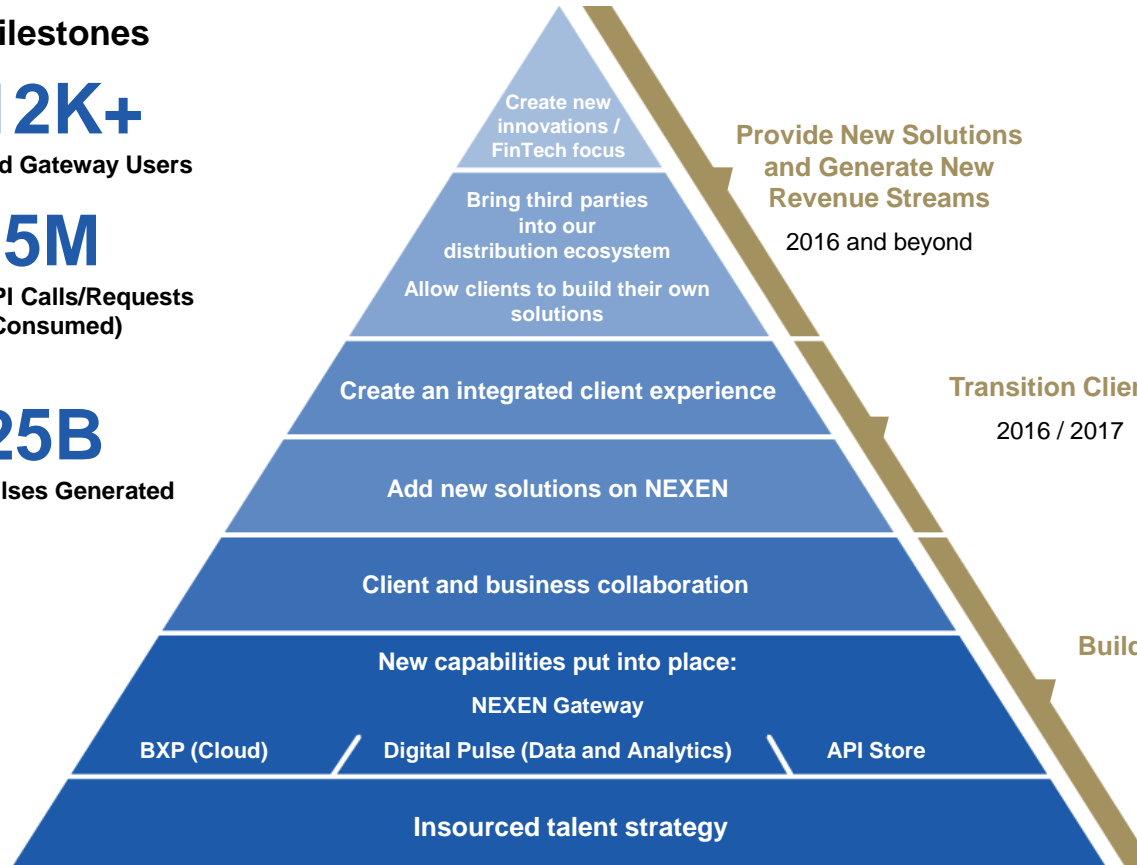 ilestones
12K+
d Gateway Users
5M
PI Calls/Requests
Consumed)
25B
lses Generated
Create new
innovations /
FinTech focus
Bring third parties
into our
distribution ecosystem
Allow clients to build their own
solutions
Create an integrated client experience
Add new solutions on NEXEN
Client and business collaboration
New capabilities put into place:
NEXEN Gateway
BXP (Cloud) Digital Pulse (Data and Analytics) API Store
Insourced talent strategy
Provide New Solutions
and Generate New
Revenue Streams
2016 and beyond
Transition Clien
2016 / 2017
Build